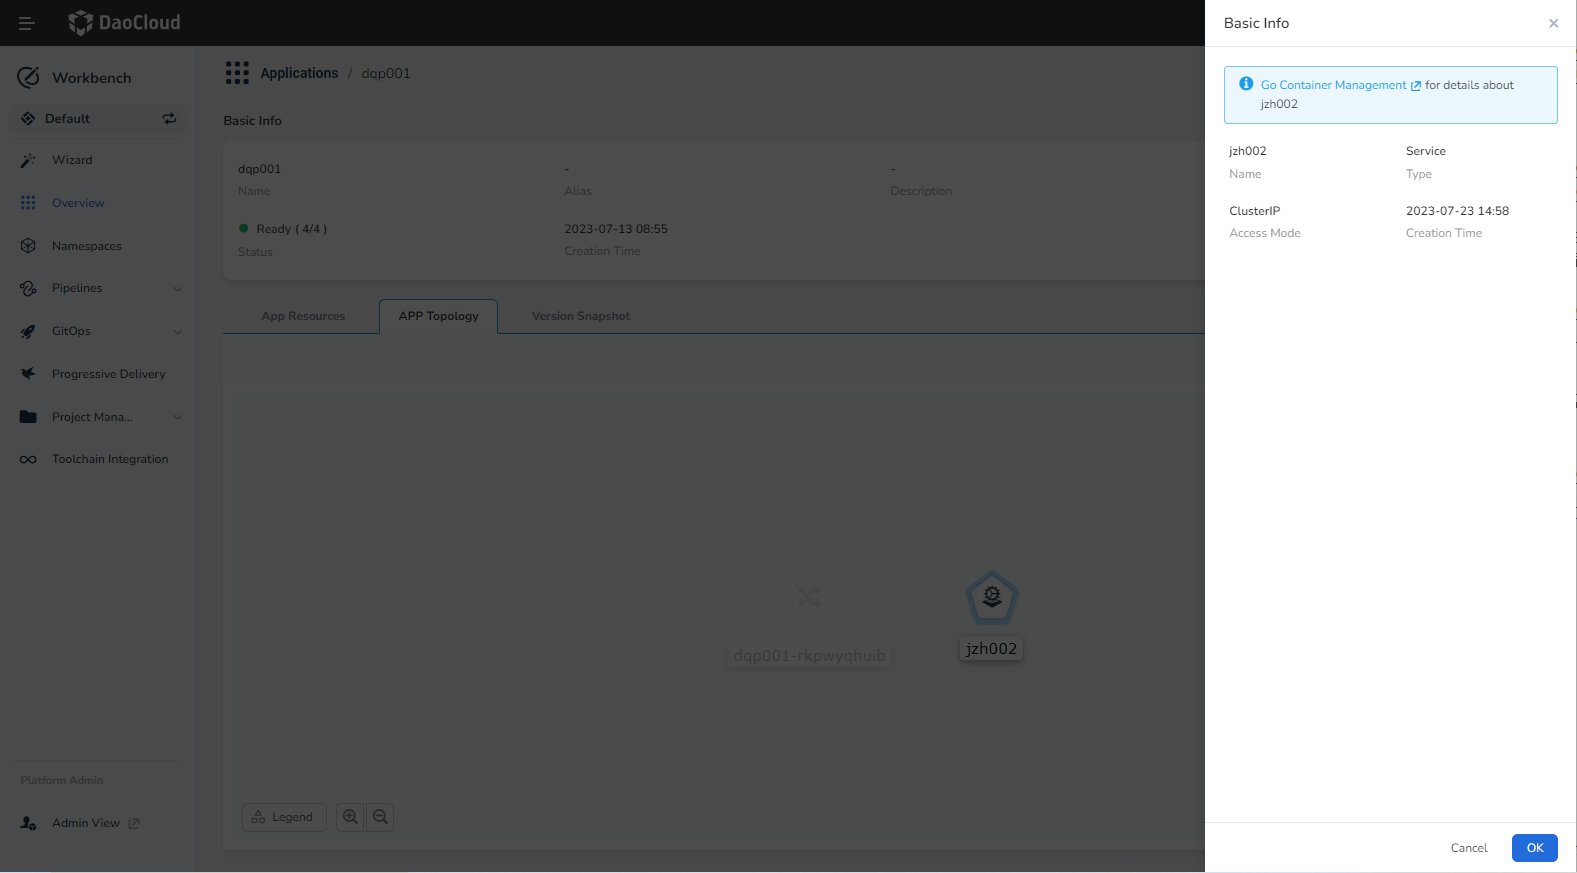 DaoCloud
Workbench
Default
Wizard
Overview
Namespaces
Pipelines
GitOps
Progressive Delivery
Project Mana...
Toolchain Integration
Platform Admin
Admin View
Applications / dqp001
Basic Info
dqp001 - -
Name Alias Description
Ready ( 4/4 ) 2023-07-13 08:55
Status Creation Time
App Resources APP Topology Version Snapshot
dqp001-rkpwyqhuib jzh002
Legend
Basic Info
Go Container Management for details about
jzh002
jzh002 Service
Name Type
ClusterIP 2023-07-23 14:58
Access Mode Creation Time
Cancel OK